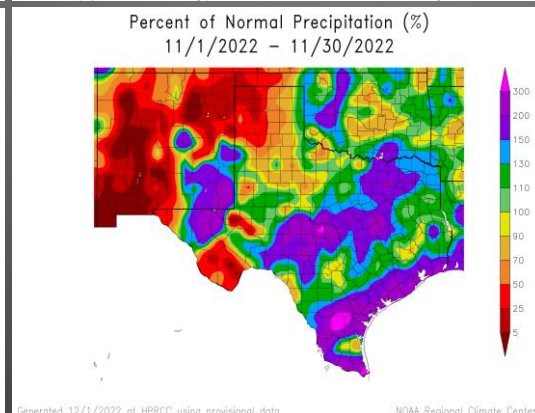 Percent of Normal Precipitation (%)
11/1/2022 – 11/30/2022
300
200
150
130
110
100
90
70
50
25
5
Generated 12/1/2022 at HPRCC using provisional data.
NOAA Regional Climate Centers